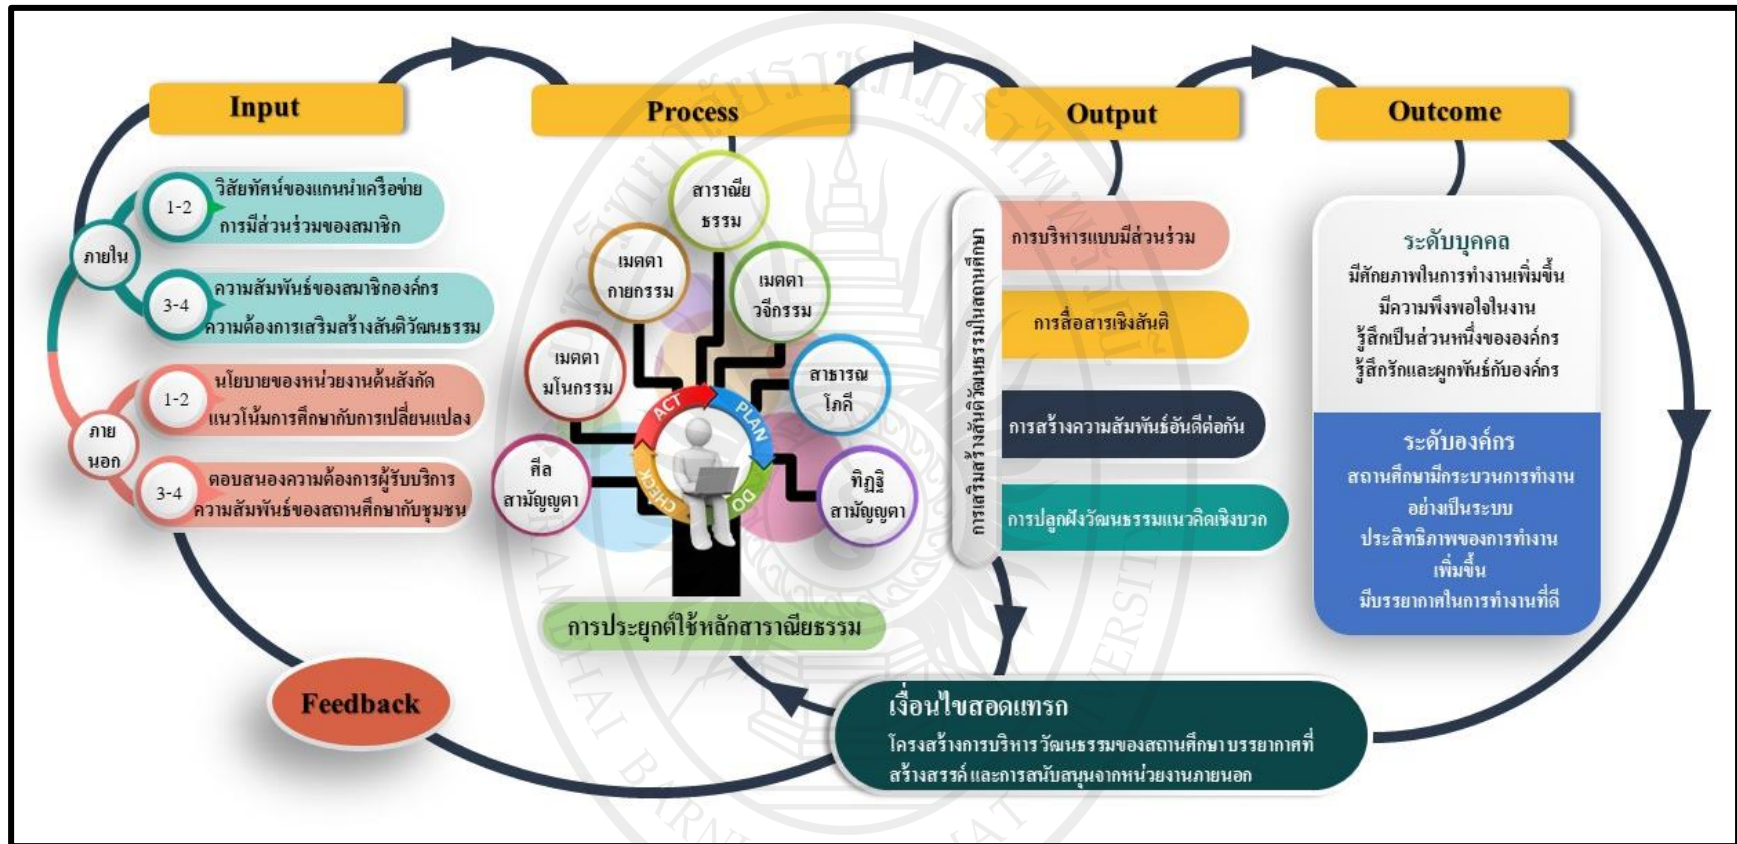 Input
Process
Output
Outcome
ภายใน
1-2
วิสัยทัศน์ของแกนนำเครือข่าย
การมีส่วนร่วมของสมาชิก
3-4
ความสัมพันธ์ของสมาชิกองค์กร
ความต้องการเสริมสร้างสันติวัฒนธรรม
ภาย
นอก
1-2
นโยบายของหน่วยงานต้นสังกัด
แนวโน้มการศึกษากับการเปลี่ยนแปลง
3-4
ตอบสนองความต้องการผู้รับบริการ
ความสัมพันธ์ของสถานศึกษากับชุมชน
สาราณีย
ธรรม
เมตตา
กายกรรม
เมตตา
วจีกรรม
เมตตา
มโนกรรม
สาธารณ
โภคี
ศีล
สามัญญตา
ทิฏฐิ
สามัญญตา
ACT
PLAN
CHECK
DO
การประยุกต์ใช้หลักสาราณียธรรม
การเสริมสร้างสันติวัฒนธรรมในสถานศึกษา
การบริหารแบบมีส่วนร่วม
การสื่อสารเชิงสันติ
การสร้างความสัมพันธ์อันดีต่อกัน
การปลูกฝังวัฒนธรรมแนวคิดเชิงบวก
ระดับบุคคล
มีศักยภาพในการทำงานเพิ่มขึ้น
มีความพึงพอใจในงาน
รู้สึกเป็นส่วนหนึ่งขององค์กร
รู้สึกรักและผูกพันธ์กับองค์กร
ระดับองค์กร
สถานศึกษามีกระบวนการทำงาน
อย่างเป็นระบบ
ประสิทธิภาพของการทำงาน
เพิ่มขึ้น
มีบรรยากาศในการทำงานที่ดี
Feedback
เงื่อนไขสอดแทรก
โครงสร้างการบริหาร วัฒนธรรมของสถานศึกษา บรรยากาศที่
สร้างสรรค์ และการสนับสนุนจากหน่วยงานภายนอก